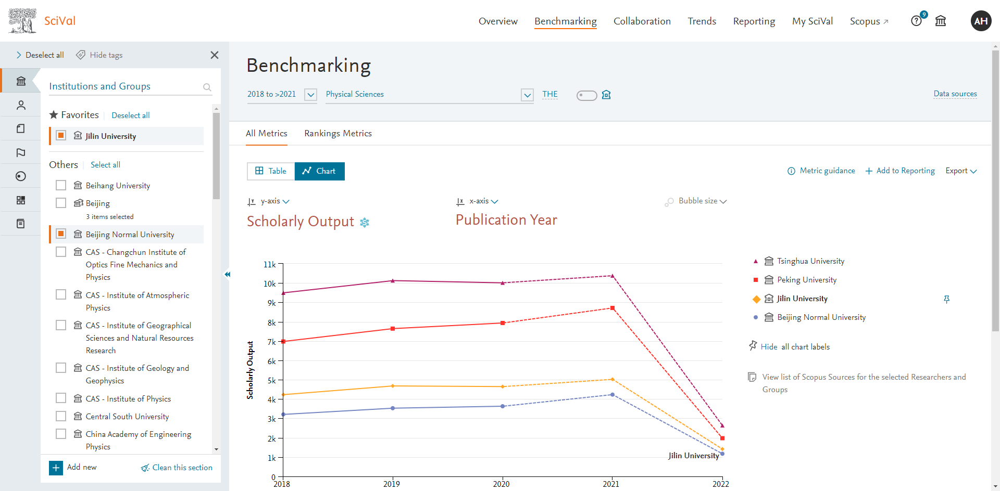 SciVal
Overview
Benchmarking
Collaboration
Trends
Reporting
My SciVal
Scopus
9
AH
Deselect all
Hide tags
Institutions and Groups
Favorites
Deselect all
Jilin University
Others
Select all
Beihang University
Beijing
3 items selected
Beijing Normal University
CAS - Changchun Institute of
Optics Fine Mechanics and
Physics
CAS - Institute of Atmospheric
Physics
CAS - Institute of Geographical
Sciences and Natural Resources
Research
CAS - Institute of Geology and
Geophysics
CAS - Institute of Physics
Central South University
China Academy of Engineering
Physics
Add new
Clean this section
Benchmarking
2018 to >2021
Physical Sciences
THE
Data sources
All Metrics
Rankings Metrics
Table
Chart
Metric guidance
Add to Reporting
Export
y-axis
Scholarly Output
x-axis
Publication Year
Bubble size
Scholarly Output
11k
10k
9k
8k
7k
6k
5k
4k
3k
2k
1k
0
2018
2019
2020
2021
2022
Jilin University
Tsinghua University
Peking University
Jilin University
Beijing Normal University
Hide all chart labels
View list of Scopus Sources for the selected Researchers and
Groups